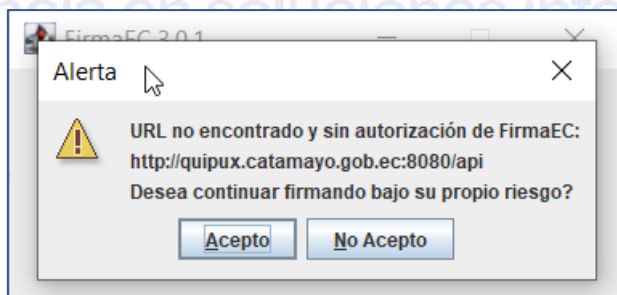 FirmaEC 3.0.1
Alerta
URL no encontrado y sin autorización de FirmaEC:
http://quipux.catamayo.gob.ec:8080/api
Desea continuar firmando bajo su propio riesgo?
Acepto No Acepto